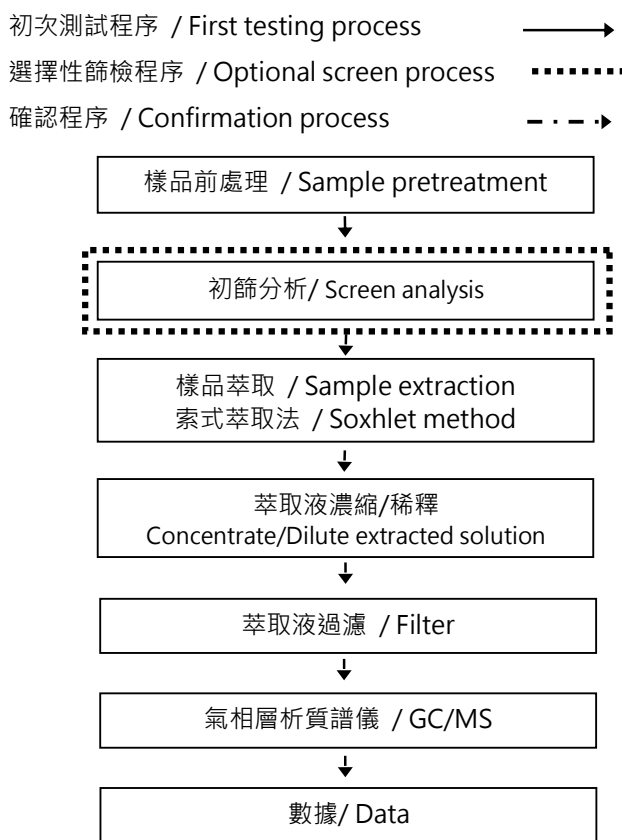 初次測試程序 / First testing process
選擇性篩檢程序 / Optional screen process
確認程序 / Confirmation process
樣品前處理 / Sample pretreatment
初篩分析/ Screen analysis
樣品萃取 / Sample extraction
索式萃取法 / Soxhlet method
萃取液濃縮/稀釋
Concentrate/Dilute extracted solution
萃取液過濾 / Filter
氣相層析質譜儀 / GC/MS
數據/ Data